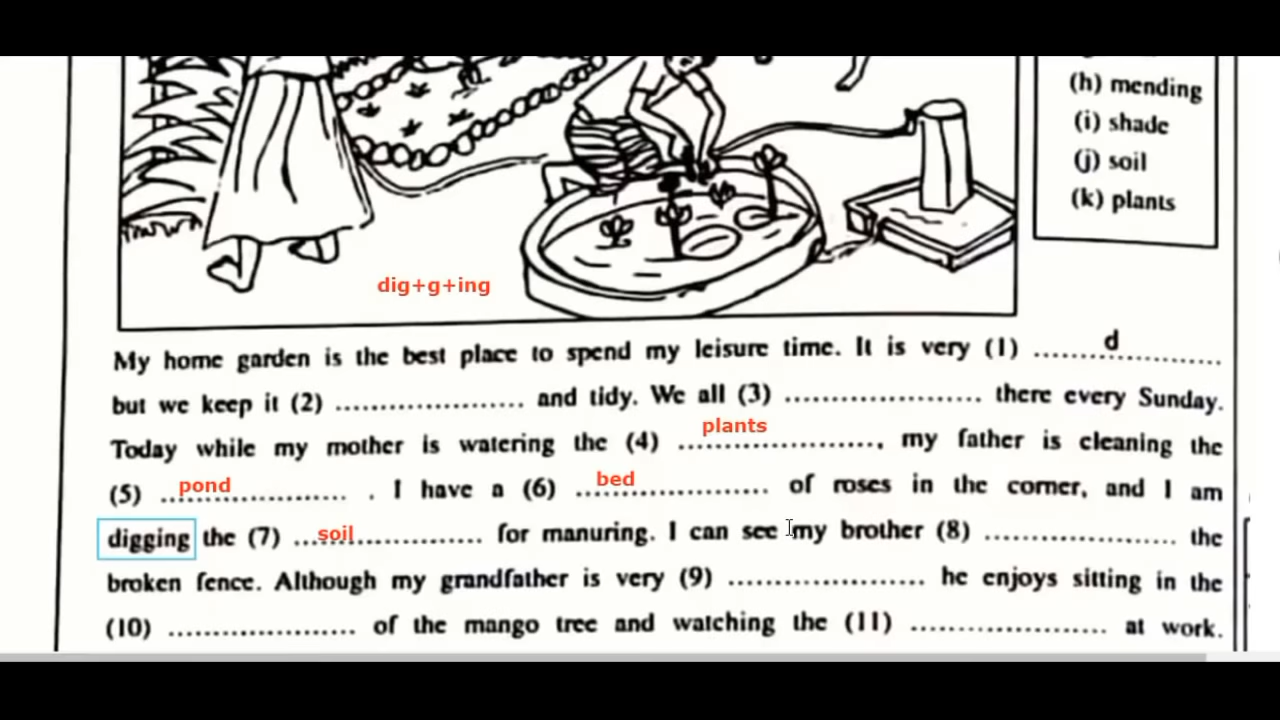 (h) mending
(i) shade
(j) soil
(k) plants
dig+g+ing
My home garden is the best place to spend my leisure time. It is very (1) ....d....
but we keep it (2) .................... and tidy. We all (3) .................... there every Sunday.
Today while my mother is watering the (4) plants...................., my father is cleaning the
(5) pond.................... . I have a (6) bed.................... of roses in the corner, and I am
digging the (7) soil.................... for manuring. I can see my brother (8) .................... the
broken fence. Although my grandfather is very (9) .................... he enjoys sitting in the
(10) .................... of the mango tree and watching the (11) .................... at work.